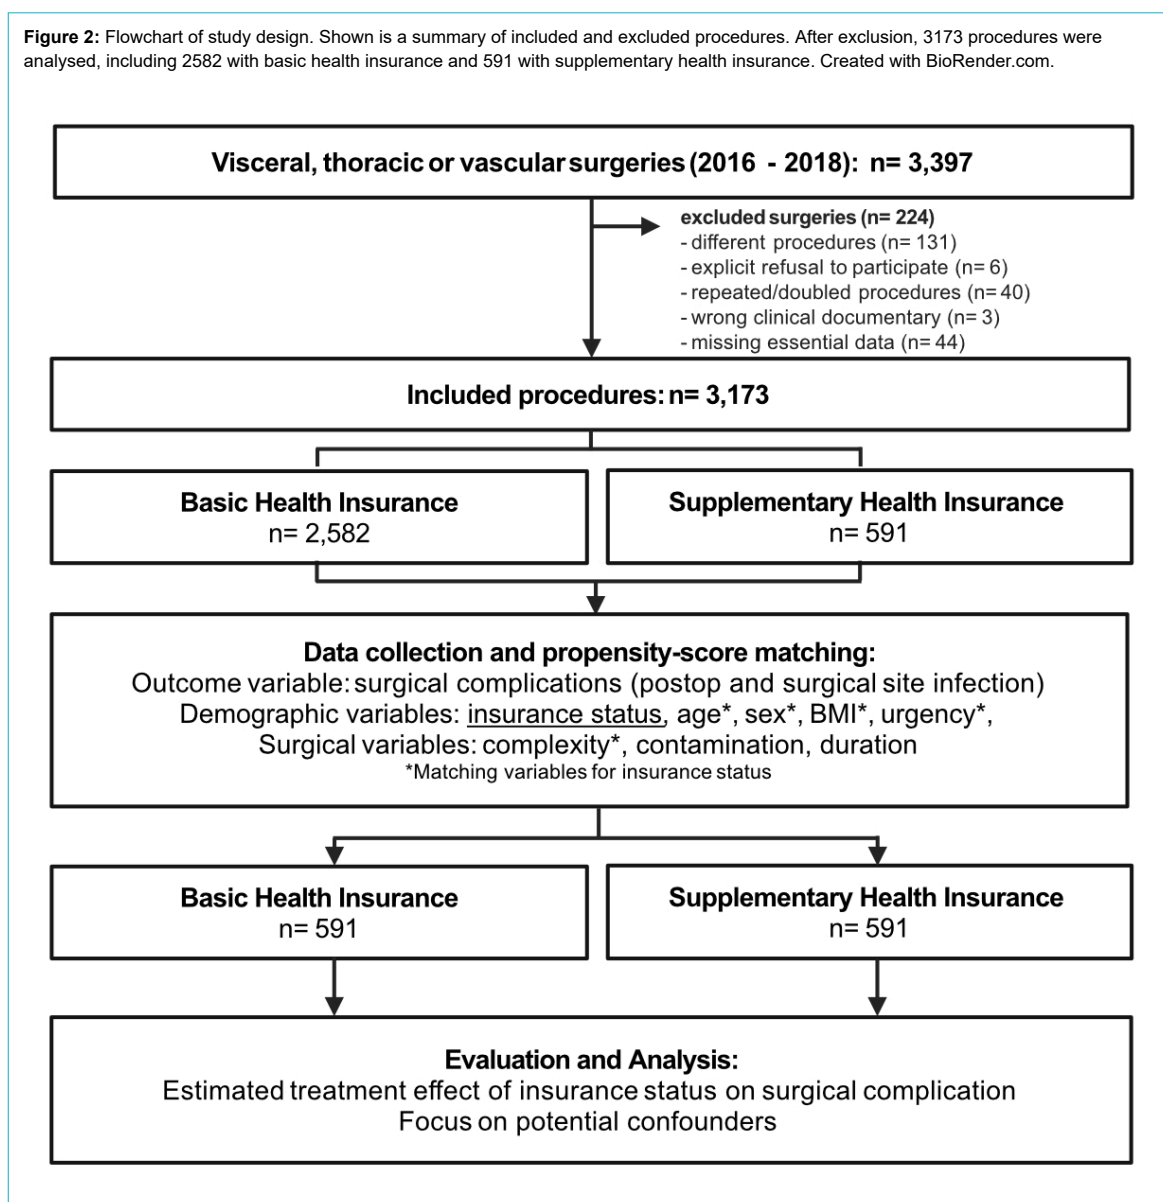 Figure 2: Flowchart of study design. Shown is a summary of included and excluded procedures. After exclusion, 3173 procedures were
analysed, including 2582 with basic health insurance and 591 with supplementary health insurance. Created with BioRender.com.
Visceral, thoracic or vascular surgeries (2016 - 2018): n= 3,397
excluded surgeries (n= 224)
- different procedures (n= 131)
- explicit refusal to participate (n= 6)
- repeated/doubled procedures (n= 40)
- wrong clinical documentary (n= 3)
- missing essential data (n= 44)
Included procedures: n= 3,173
Basic Health Insurance
n= 2,582
Supplementary Health Insurance
n= 591
Data collection and propensity-score matching:
Outcome variable: surgical complications (postop and surgical site infection)
Demographic variables: insurance status, age*, sex*, BMI*, urgency*,
Surgical variables: complexity*, contamination, duration
*Matching variables for insurance status
Basic Health Insurance
n= 591
Supplementary Health Insurance
n= 591
Evaluation and Analysis:
Estimated treatment effect of insurance status on surgical complication
Focus on potential confounders